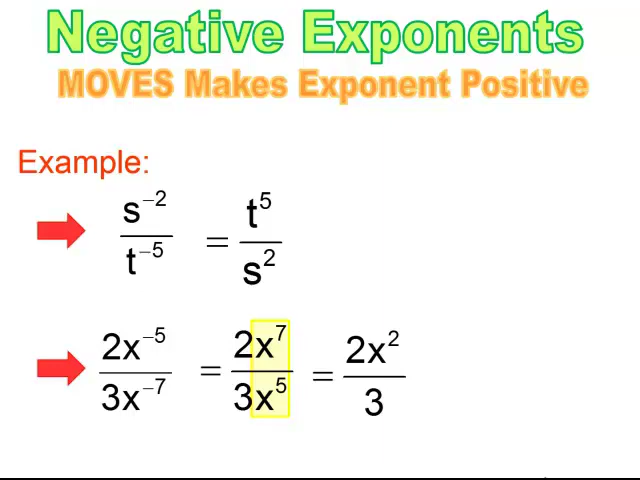 Negative Exponents
MOVES Makes Exponent Positive
Example:
s⁻² / t⁻⁵ = t⁵ / s²
2x⁻⁵ / 3x⁻⁷ = 2x⁷ / 3x⁵ = 2x² / 3